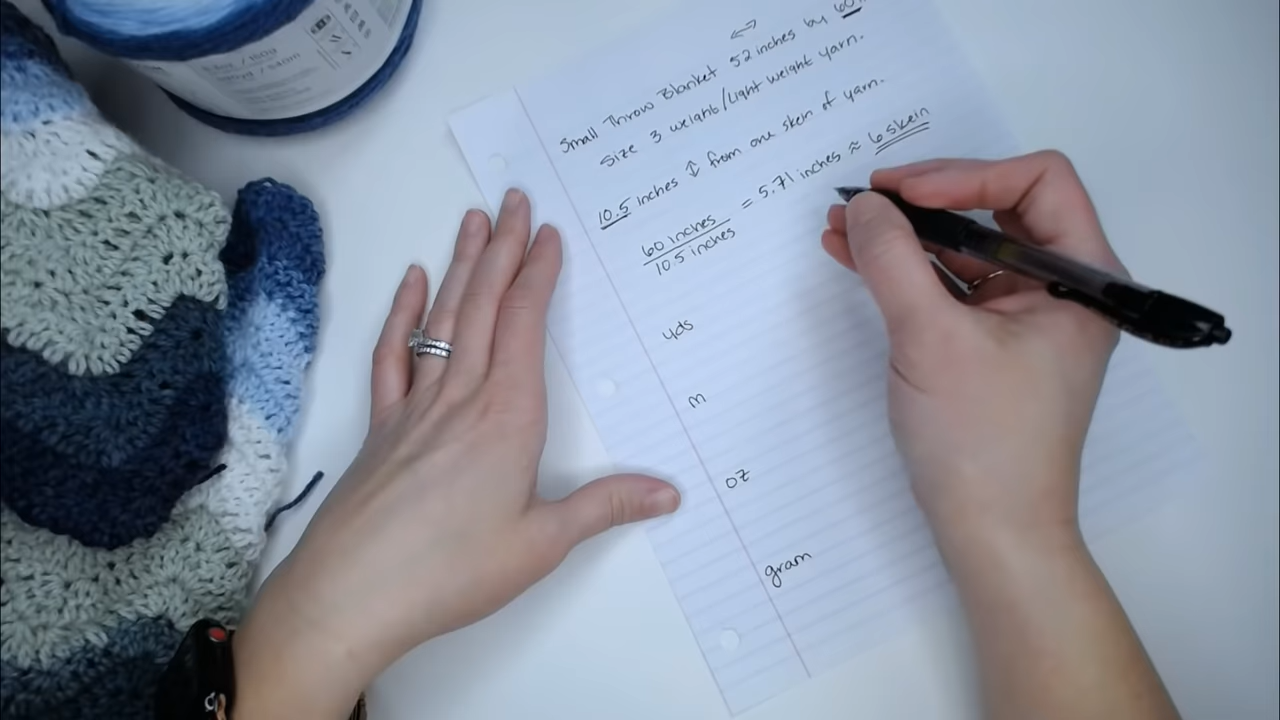 Small Throw Blanket 52 inches by 60
↔
Size 3 weight/Light weight yarn.
10.5 inches ↕ from one skein of yarn.
60 inches
10.5 inches
= 5.71 inches ≈ 6 skein
yds
m
oz
gram